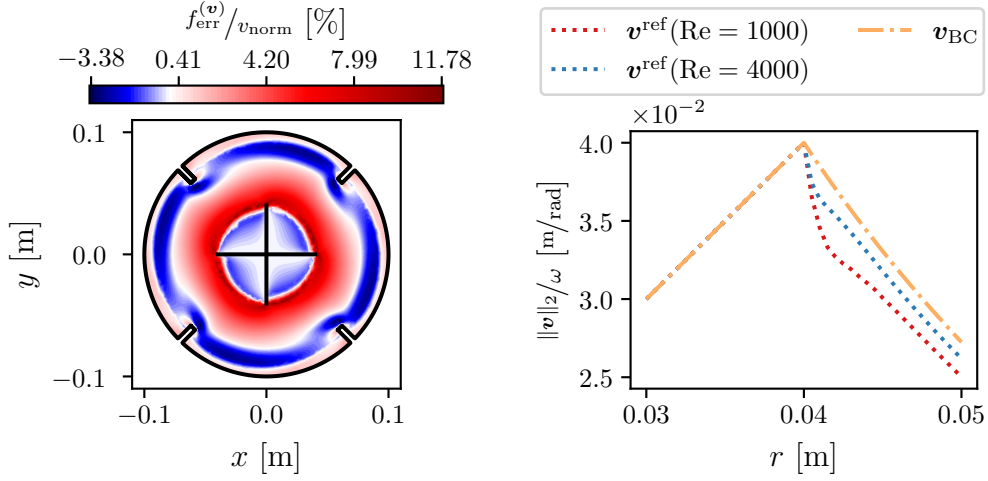 f_err^(v)/v_norm [%]
−3.38 0.41 4.20 7.99 11.78
0.1
0.0
−0.1
y [m]
−0.1 0.0 0.1
x [m]
v^ref(Re = 1000)
v^ref(Re = 4000)
v_BC
×10^−2
4.0
3.5
3.0
2.5
‖v‖_2/ω [m/rad]
0.03 0.04 0.05
r [m]